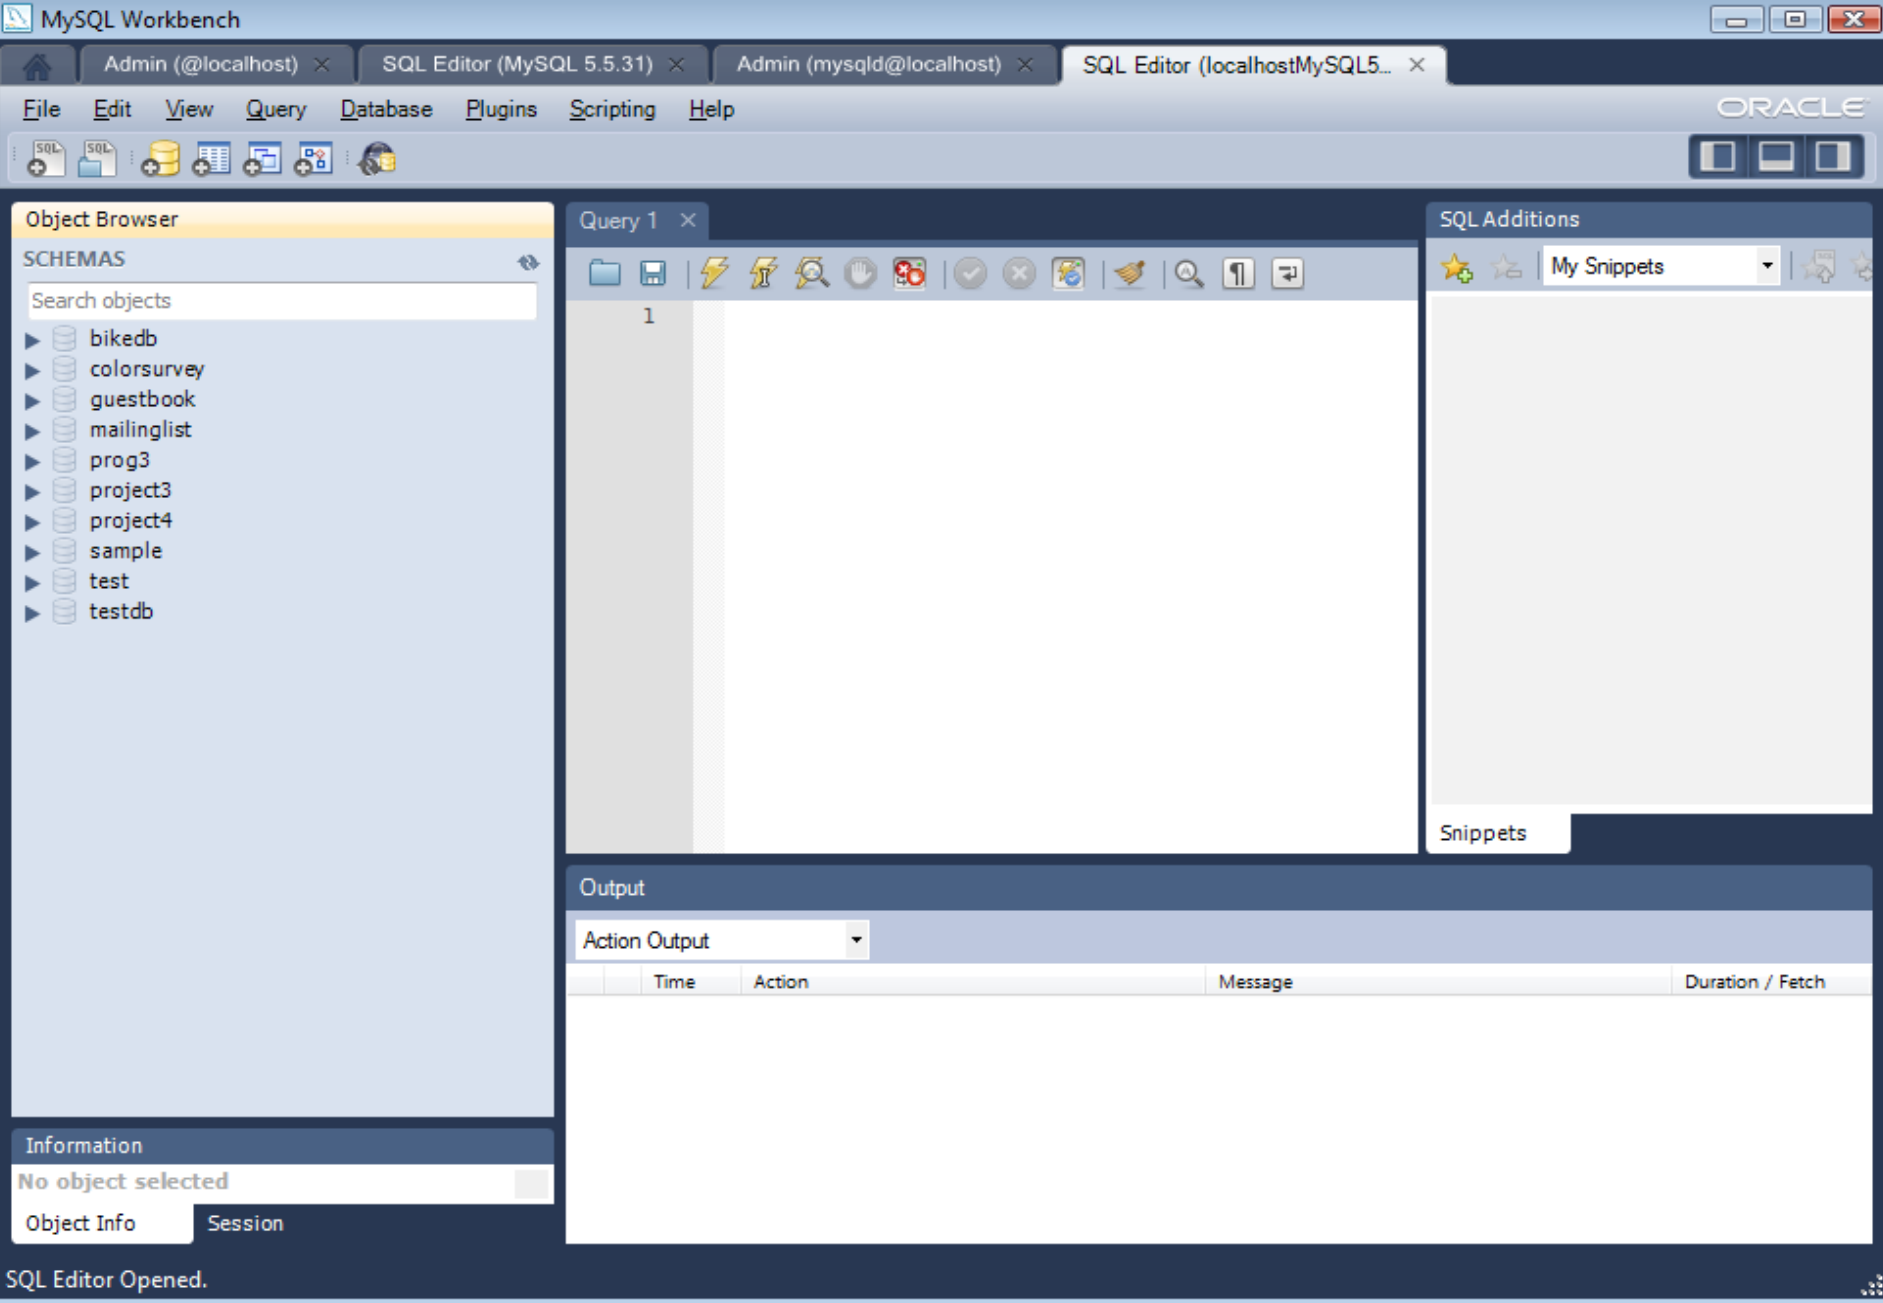 MySQL Workbench
Admin (@localhost) SQL Editor (MySQL 5.5.31) Admin (mysqld@localhost) SQL Editor (localhostMySQL5...
File Edit View Query Database Plugins Scripting Help ORACLE
SQL SQL
Object Browser
SCHEMAS
Search objects
bikedb
colorsurvey
guestbook
mailinglist
prog3
project3
project4
sample
test
testdb
Information
No object selected
Object Info Session
Query 1
1
SQL Additions
My Snippets
Snippets
Output
Action Output
Time Action Message Duration / Fetch
SQL Editor Opened.